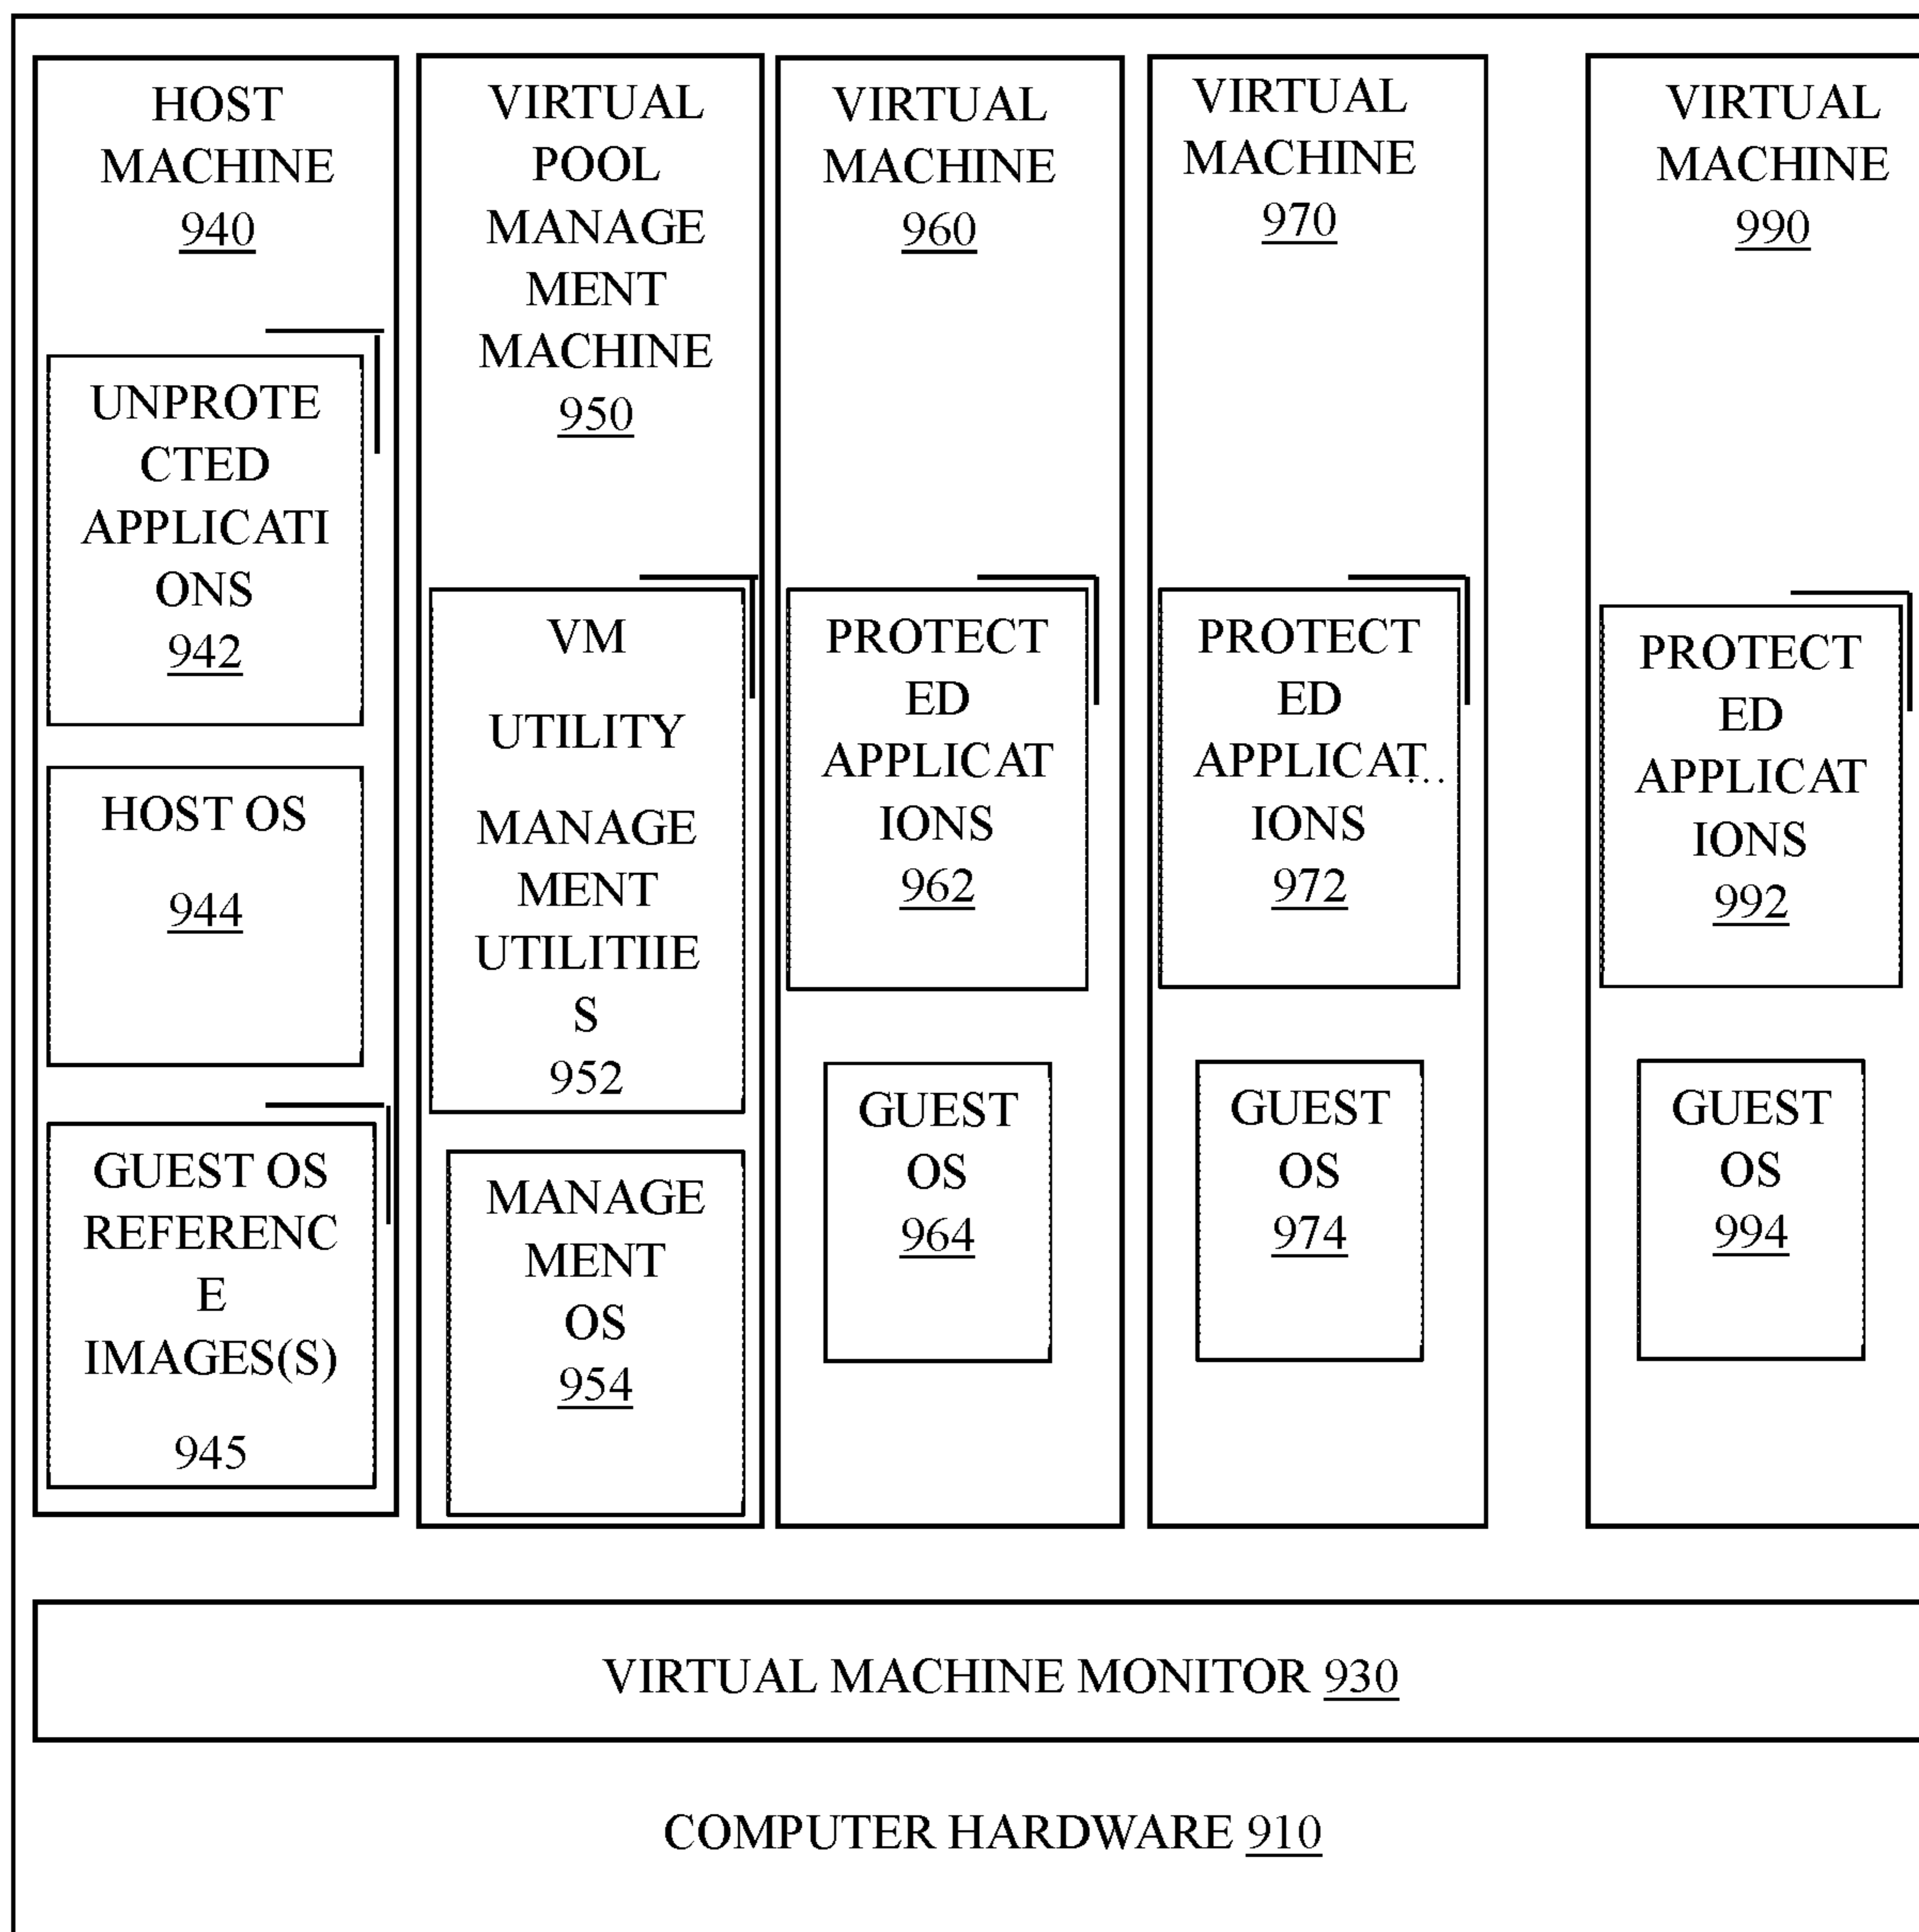 HOST
MACHINE
940
UNPROTE
CTED
APPLICATI
ONS
942
HOST OS
944
GUEST OS
REFERENC
E
IMAGES(S)
945
VIRTUAL
POOL
MANAGE
MENT
MACHINE
950
VM
UTILITY
MANAGE
MENT
UTILITIIE
S
952
MANAGE
MENT
OS
954
VIRTUAL
MACHINE
960
PROTECT
ED
APPLICAT
IONS
962
GUEST
OS
964
VIRTUAL
MACHINE
970
PROTECT
ED
APPLICAT
IONS
972
GUEST
OS
974
...
VIRTUAL
MACHINE
990
PROTECT
ED
APPLICAT
IONS
992
GUEST
OS
994
VIRTUAL MACHINE MONITOR 930
COMPUTER HARDWARE 910